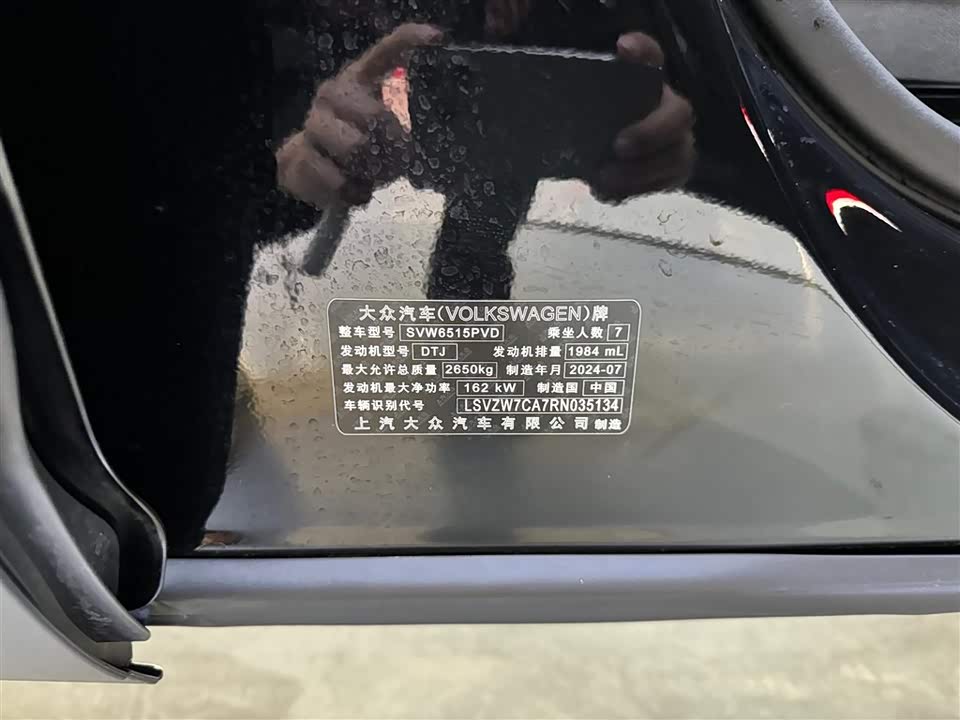 大众汽车(VOLKSWAGEN)牌
整车型号 SVW6515PVD 乘坐人数 7
发动机型号 DTJ 发动机排量 1984 mL
最大允许总质量 2650kg 制造年月 2024-07
发动机最大净功率 162 kW 制造国 中国
车辆识别代号 LSVZW7CA7RN035134
上汽大众汽车有限公司 制造